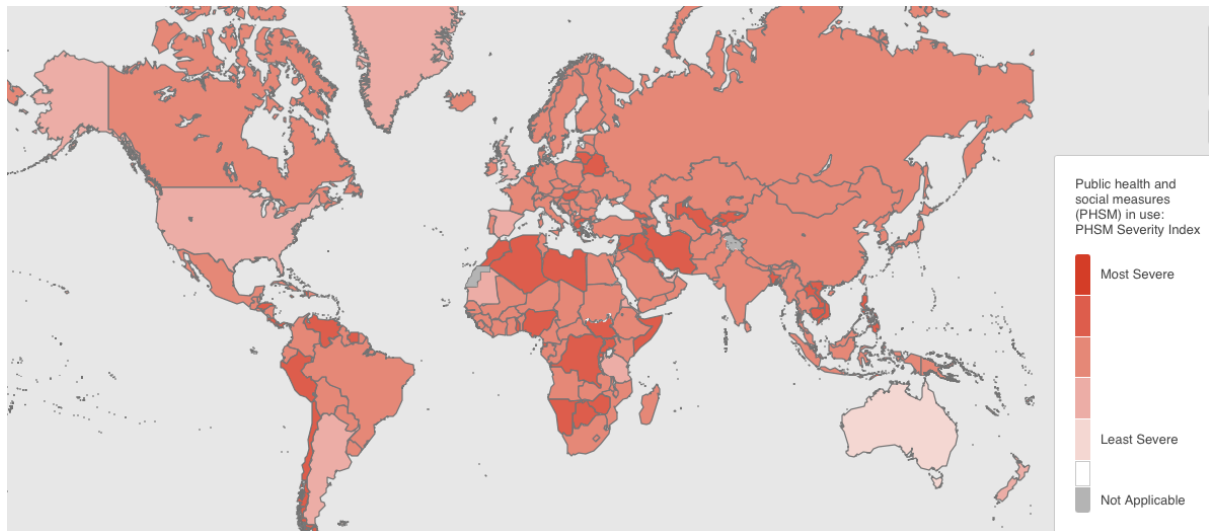 Public health and
social measures
(PHSM) in use:
PHSM Severity Index
Most Severe
Least Severe
Not Applicable